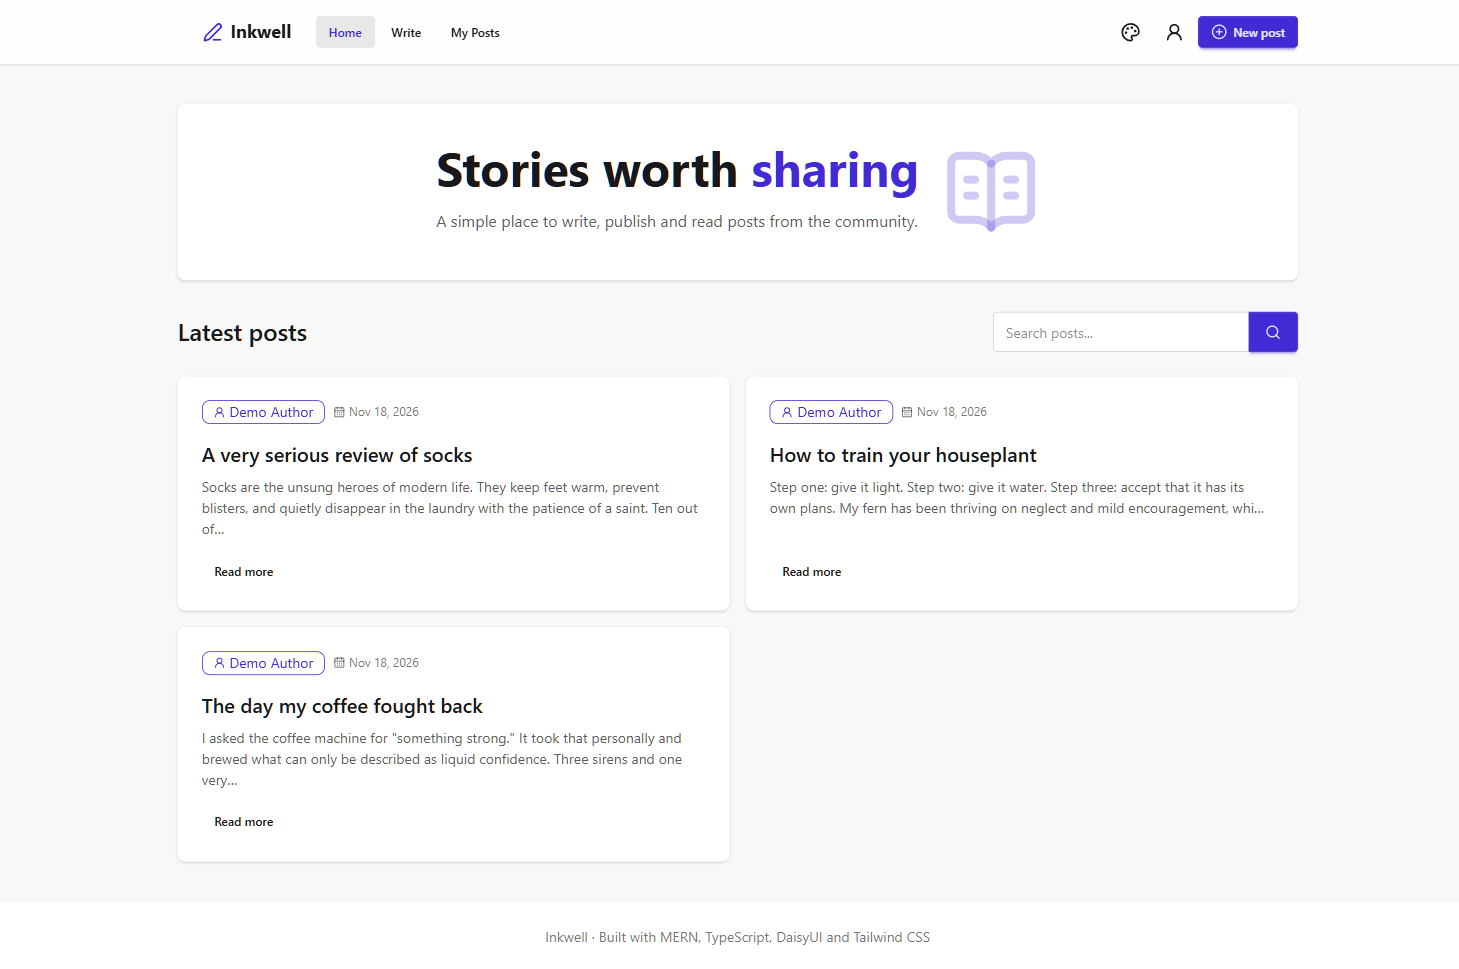 Inkwell
Home
Write
My Posts
New post
Stories worth sharing
A simple place to write, publish and read posts from the community.
Latest posts
Search posts...
Demo Author
Nov 18, 2026
A very serious review of socks
Socks are the unsung heroes of modern life. They keep feet warm, prevent
blisters, and quietly disappear in the laundry with the patience of a saint. Ten out
of...
Read more
Demo Author
Nov 18, 2026
How to train your houseplant
Step one: give it light. Step two: give it water. Step three: accept that it has its
own plans. My fern has been thriving on neglect and mild encouragement, whi...
Read more
Demo Author
Nov 18, 2026
The day my coffee fought back
I asked the coffee machine for "something strong." It took that personally and
brewed what can only be described as liquid confidence. Three sirens and one
very...
Read more
Inkwell · Built with MERN, TypeScript, DaisyUI and Tailwind CSS